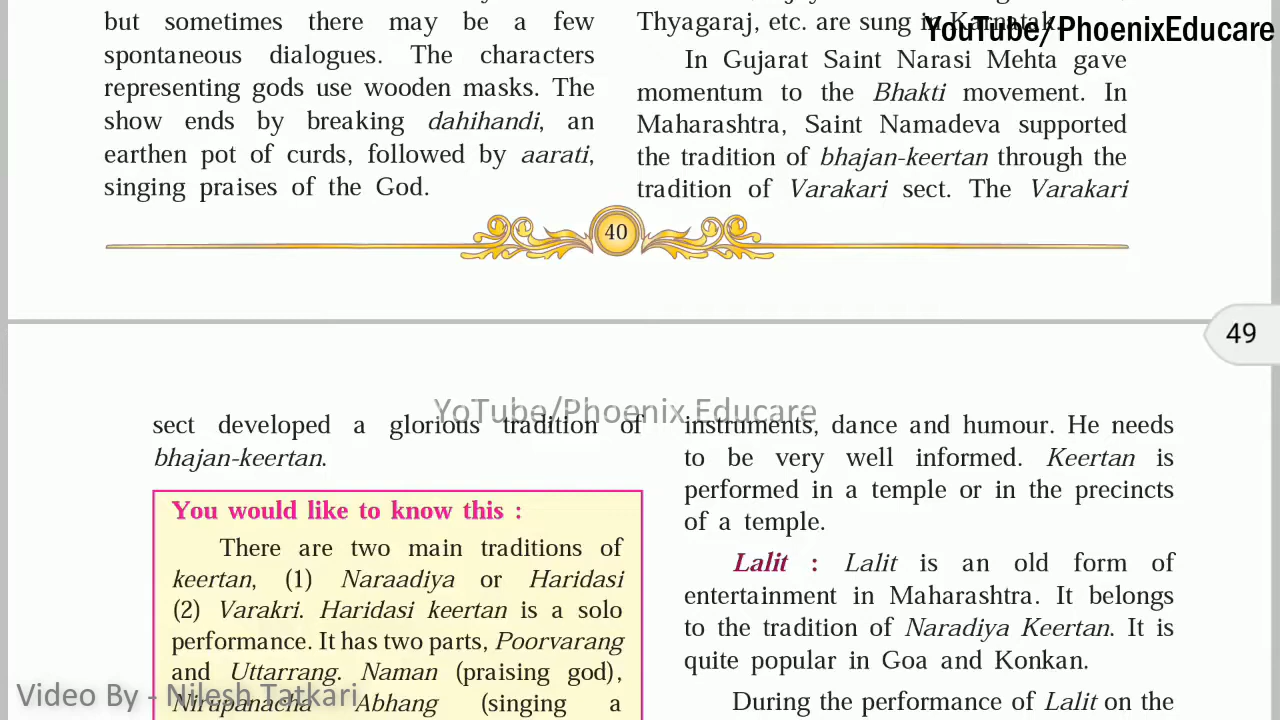 but sometimes there may be a few
spontaneous dialogues. The characters
representing gods use wooden masks. The
show ends by breaking dahihandi, an
earthen pot of curds, followed by aarati,
singing praises of the God.
Thyagaraj, etc. are sung in Karnatak.
YouTube/PhoenixEducare
In Gujarat Saint Narasi Mehta gave
momentum to the Bhakti movement. In
Maharashtra, Saint Namadeva supported
the tradition of bhajan-keertan through the
tradition of Varakari sect. The Varakari
40
49
YoTube/Phoenix Educare
sect developed a glorious tradition of
bhajan-keertan.
You would like to know this :
There are two main traditions of
keertan, (1) Naraadiya or Haridasi
(2) Varakri. Haridasi keertan is a solo
performance. It has two parts, Poorvarang
and Uttarrang. Naman (praising god),
Nirupanacha Abhang (singing a
instruments, dance and humour. He needs
to be very well informed. Keertan is
performed in a temple or in the precincts
of a temple.
Lalit : Lalit is an old form of
entertainment in Maharashtra. It belongs
to the tradition of Naradiya Keertan. It is
quite popular in Goa and Konkan.
During the performance of Lalit on the
Video By - Nilesh Tatkari